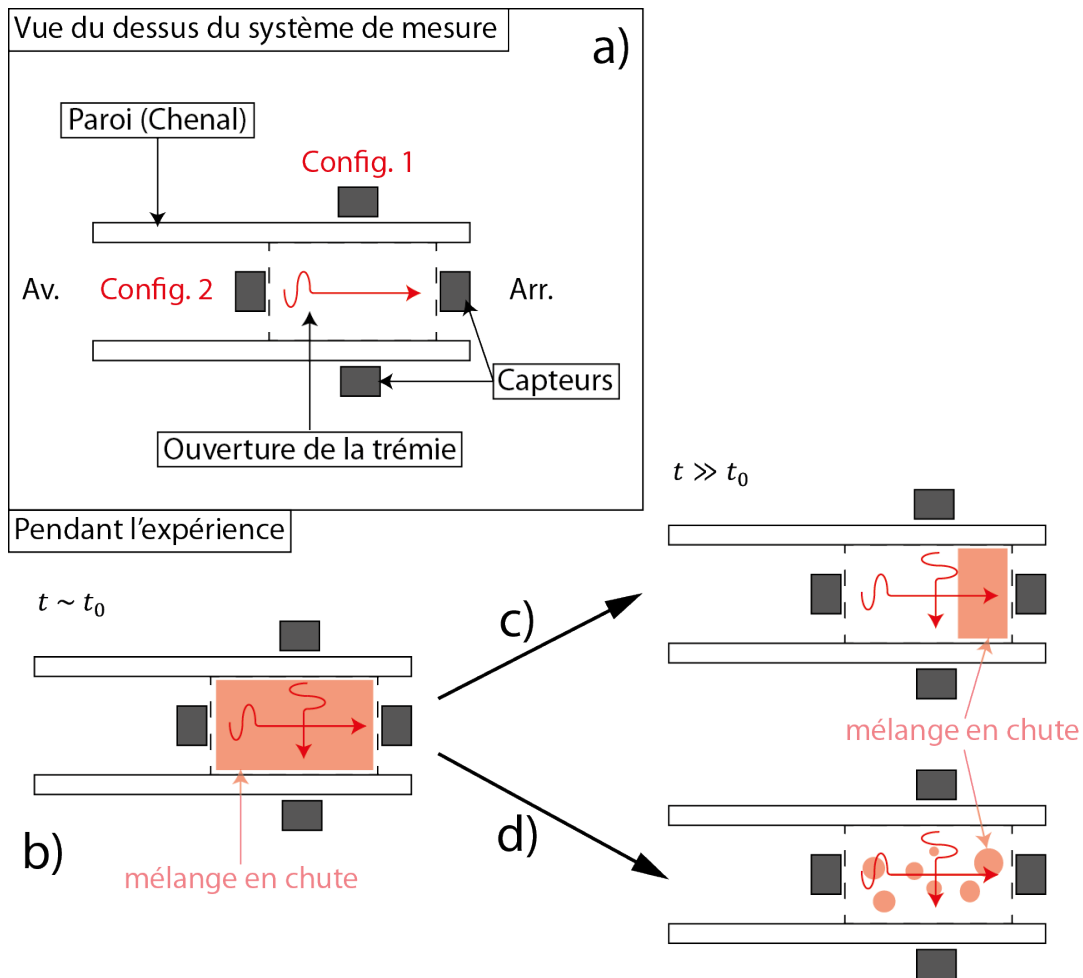 Vue du dessus du système de mesure
a)
Paroi (Chenal)
Config. 1
Av.
Config. 2
Arr.
Capteurs
Ouverture de la trémie
Pendant l'expérience
t ≫ t₀
t ~ t₀
c)
mélange en chute
d)
b)
mélange en chute